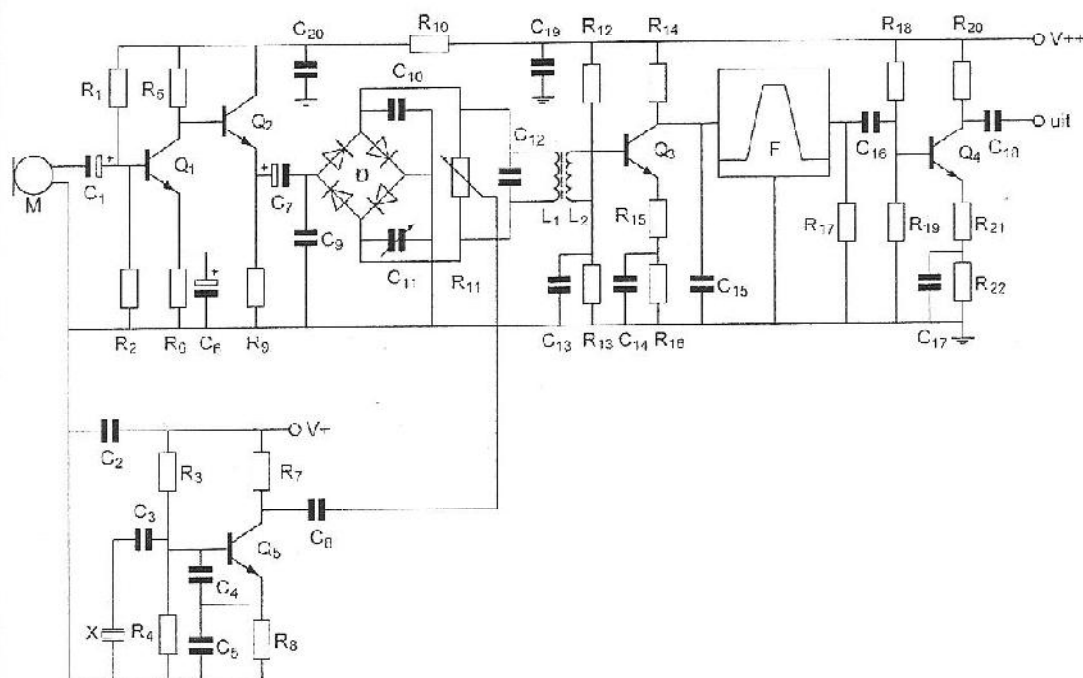 C20 R10 C19 R12 R14 R18 R20 V++
C10
R1 R5 Q2 C12 uit
Q1 D Q3 F C16 Q4 C18
C1 C7 L1 L2
M R15 R17 R19 R21
C9 C11 R11 C15 R22
R2 R6 C6 R9 C13 R13 C14 R16 C17
V+
C2 R3 R7
C3 C8
Q5
C4
X R4 C5 R8